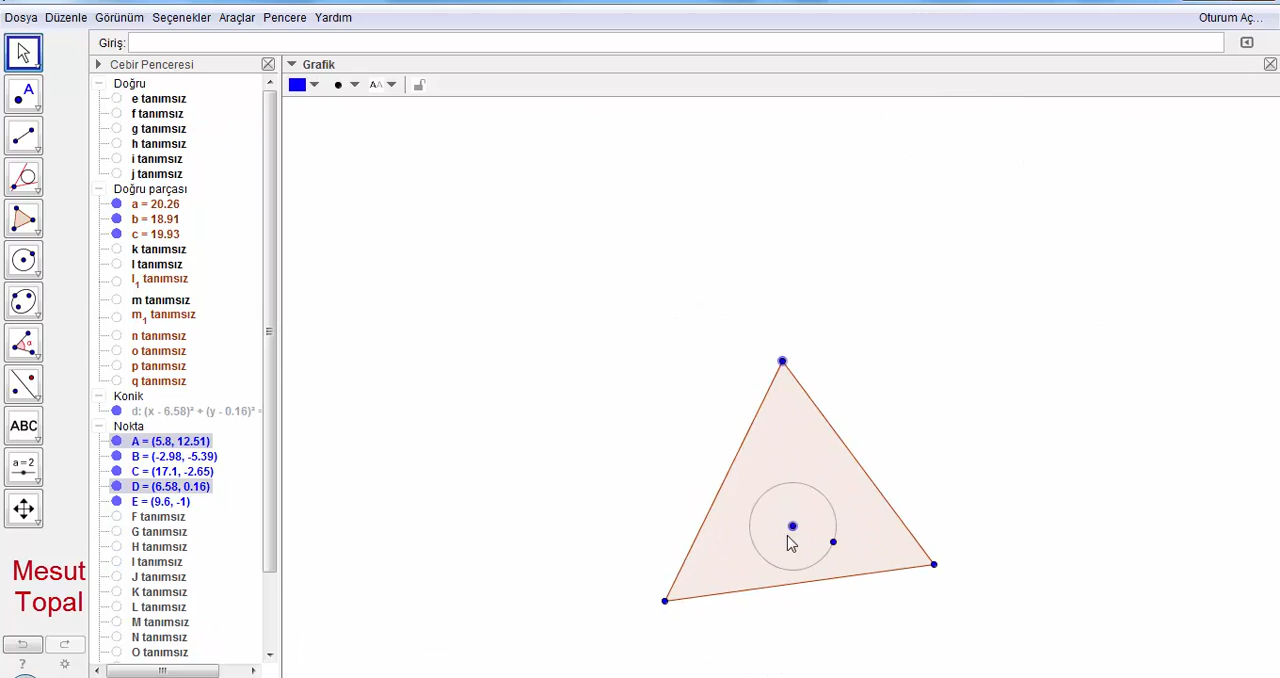 Dosya Düzenle Görünüm Seçenekler Araçlar Pencere Yardım Oturum Aç...
Giriş:
Cebir Penceresi
Grafik
AA
Doğru
e tanımsız
f tanımsız
g tanımsız
h tanımsız
i tanımsız
j tanımsız
Doğru parçası
a = 20.26
b = 18.91
c = 19.93
k tanımsız
l tanımsız
l₁ tanımsız
m tanımsız
m₁ tanımsız
n tanımsız
o tanımsız
p tanımsız
q tanımsız
Konik
d: (x - 6.58)² + (y - 0.16)² =
Nokta
A = (5.8, 12.51)
B = (-2.98, -5.39)
C = (17.1, -2.65)
D = (6.58, 0.16)
E = (9.6, -1)
F tanımsız
G tanımsız
H tanımsız
I tanımsız
J tanımsız
K tanımsız
L tanımsız
M tanımsız
N tanımsız
O tanımsız
A
α
ABC
a=2
Mesut
Topal
?